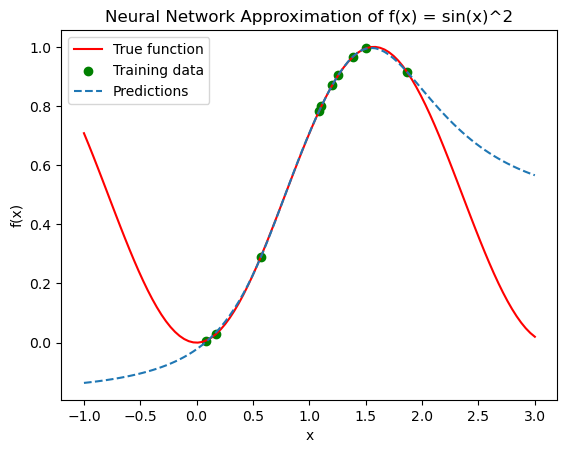 Neural Network Approximation of f(x) = sin(x)^2
True function
Training data
Predictions
f(x)
1.0
0.8
0.6
0.4
0.2
0.0
-1.0 -0.5 0.0 0.5 1.0 1.5 2.0 2.5 3.0
x